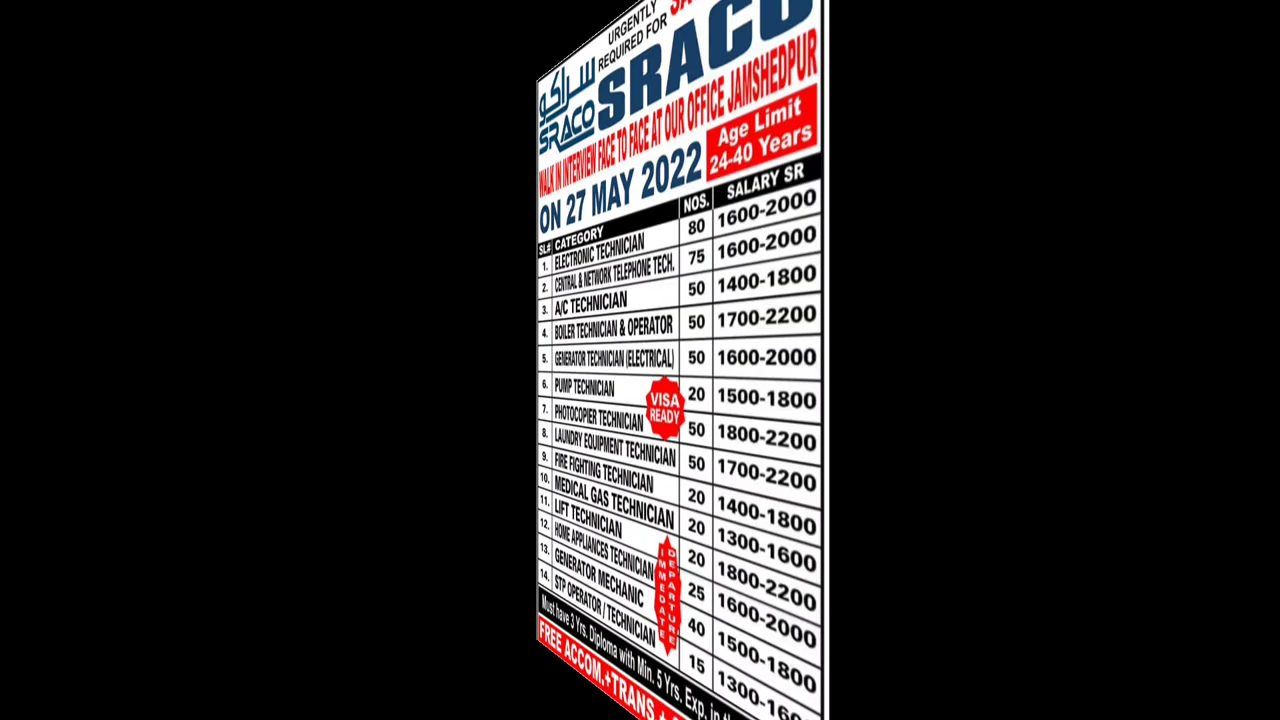 URGENTLY
REQUIRED FOR
سراكو
SRACO
SRACO
WALK IN INTERVIEW FACE TO FACE AT OUR OFFICE JAMSHEDPUR
ON 27 MAY 2022
Age Limit
24-40 Years
SL# CATEGORY NOS. SALARY SR
1. ELECTRONIC TECHNICIAN 80 1600-2000
2. CENTRAL & NETWORK TELEPHONE TECH. 75 1600-2000
3. A/C TECHNICIAN 50 1400-1800
4. BOILER TECHNICIAN & OPERATOR 50 1700-2200
5. GENERATOR TECHNICIAN (ELECTRICAL) 50 1600-2000
6. PUMP TECHNICIAN 20 1500-1800
7. PHOTOCOPIER TECHNICIAN 50 1800-2200
8. LAUNDRY EQUIPMENT TECHNICIAN 50 1700-2200
9. FIRE FIGHTING TECHNICIAN 20 1400-1800
10. MEDICAL GAS TECHNICIAN 20 1300-1600
11. LIFT TECHNICIAN 20 1800-2200
12. HOME APPLIANCES TECHNICIAN 25 1600-2000
13. GENERATOR MECHANIC 40 1500-1800
14. STP OPERATOR / TECHNICIAN 15 1300-160
VISA
READY
IMMEDATE
DEPARTURE
Must have 3 Yrs. Diploma with Min. 5 Yrs. Exp. in
FREE ACCOM.+TRANS +